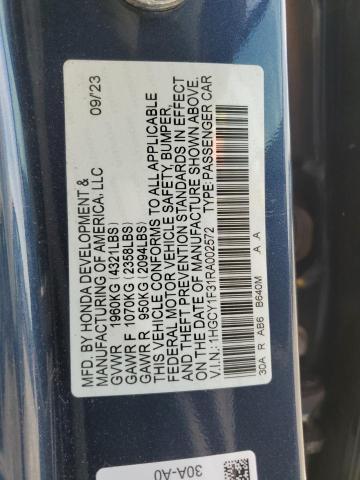 MFD. BY HONDA DEVELOPMENT &
MANUFACTURING OF AMERICA, LLC 09/23
GVWR 1960KG (4321LBS)
GAWR F 1070KG (2358LBS)
GAWR R 950KG (2094LBS)
THIS VEHICLE CONFORMS TO ALL APPLICABLE
FEDERAL MOTOR VEHICLE SAFETY, BUMPER,
AND THEFT PREVENTION STANDARDS IN EFFECT
ON THE DATE OF MANUFACTURE SHOWN ABOVE.
V.I.N.: 1HGCY1F31RA002572 TYPE:PASSENGER CAR
30A R AB6 B640M A A
30A-A0